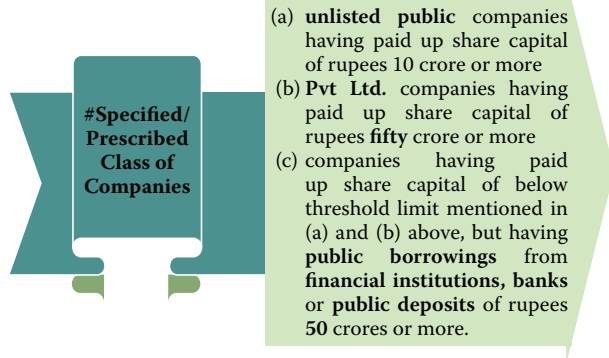 #Specified/
Prescribed
Class of
Companies
(a) unlisted public companies
having paid up share capital
of rupees 10 crore or more
(b) Pvt Ltd. companies having
paid up share capital of
rupees fifty crore or more
(c) companies having paid
up share capital of below
threshold limit mentioned in
(a) and (b) above, but having
public borrowings from
financial institutions, banks
or public deposits of rupees
50 crores or more.